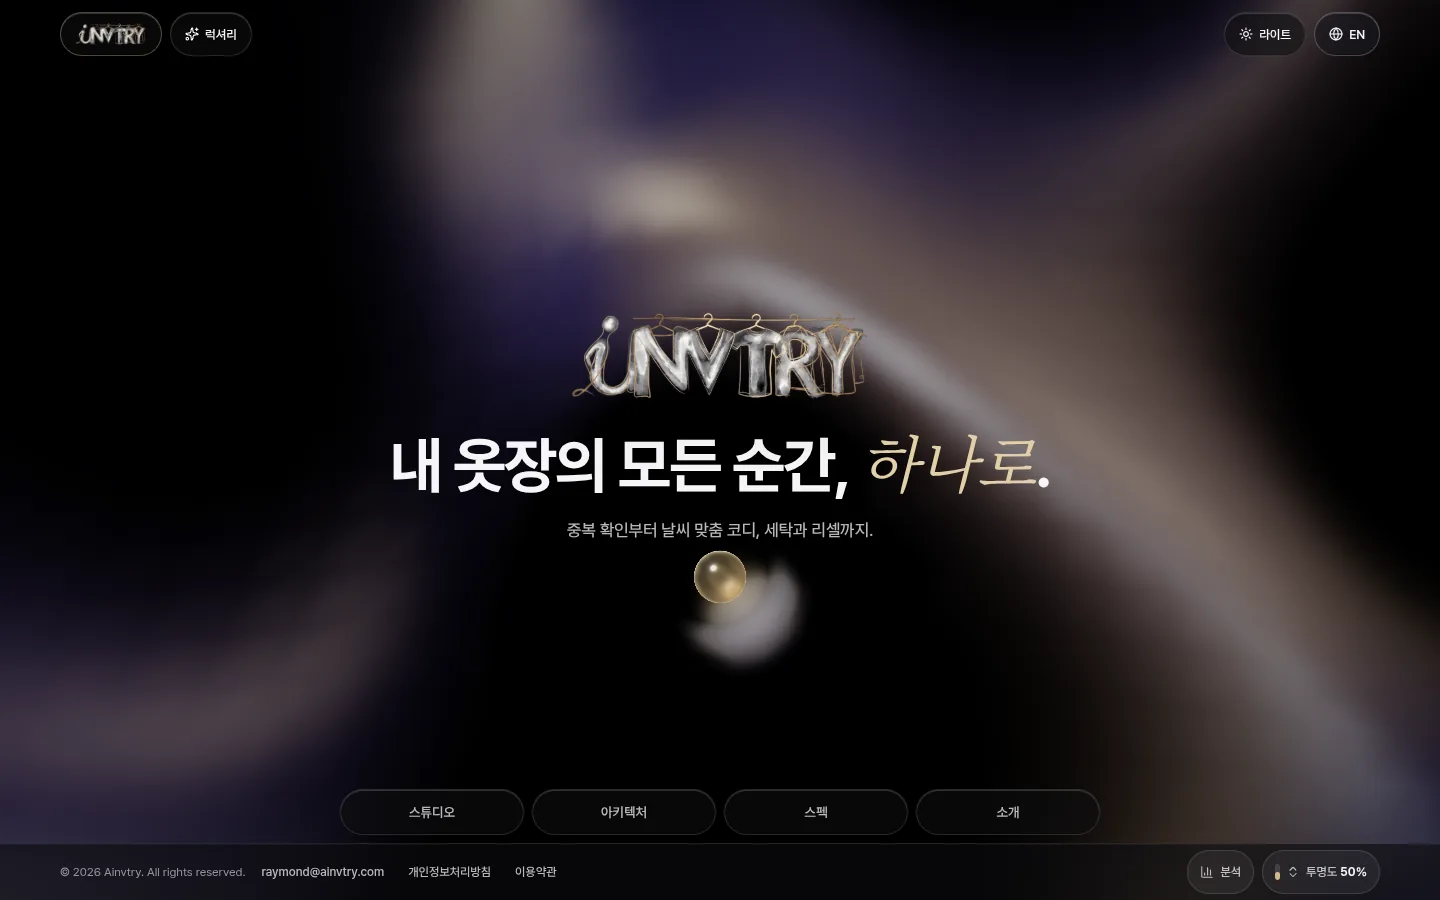 iNVTRY
럭셔리
라이트
EN
iNVTRY
내 옷장의 모든 순간, 하나로.
중복 확인부터 날씨 맞춤 코디, 세탁과 리셀까지.
스튜디오
아키텍처
스펙
소개
© 2026 Ainvtry. All rights reserved.
raymond@ainvtry.com
개인정보처리방침
이용약관
분석
투명도 50%